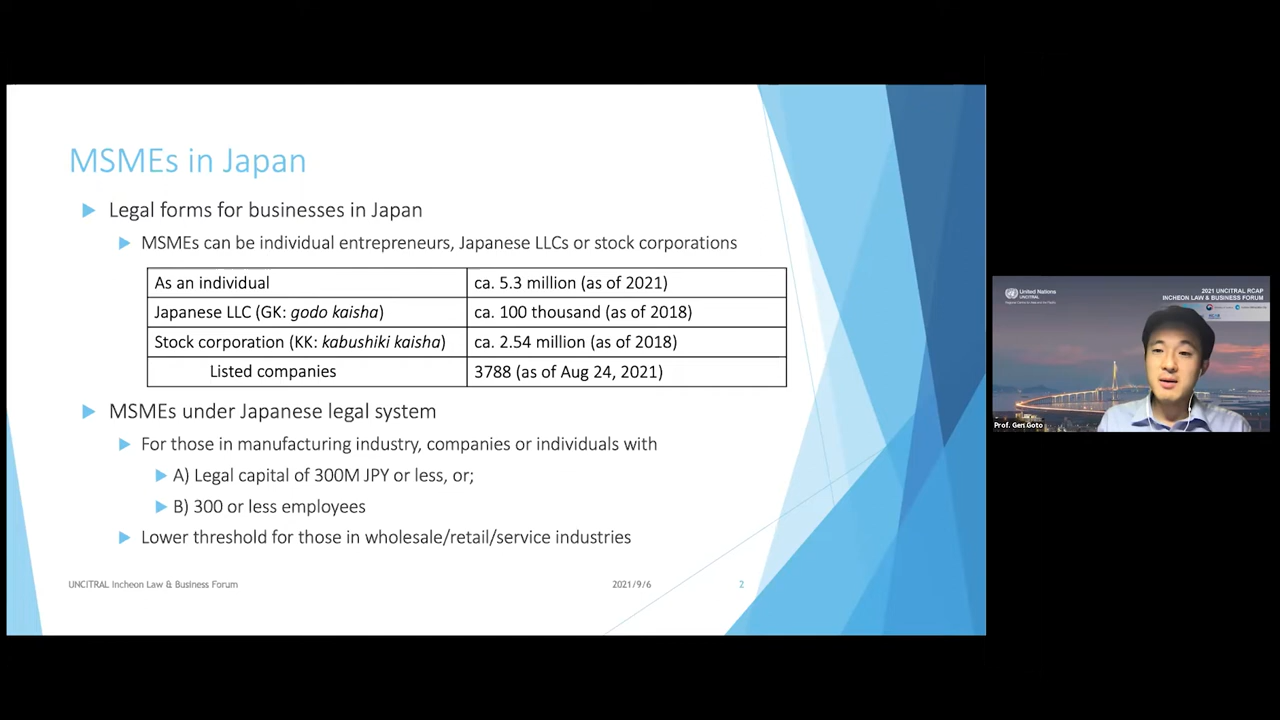 MSMEs in Japan
Legal forms for businesses in Japan
MSMEs can be individual entrepreneurs, Japanese LLCs or stock corporations
As an individual ca. 5.3 million (as of 2021)
Japanese LLC (GK: godo kaisha) ca. 100 thousand (as of 2018)
Stock corporation (KK: kabushiki kaisha) ca. 2.54 million (as of 2018)
Listed companies 3788 (as of Aug 24, 2021)
MSMEs under Japanese legal system
For those in manufacturing industry, companies or individuals with
A) Legal capital of 300M JPY or less, or;
B) 300 or less employees
Lower threshold for those in wholesale/retail/service industries
UNCITRAL Incheon Law & Business Forum 2021/9/6 2
United Nations
UNCITRAL
2021 UNCITRAL RCAP
INCHEON LAW & BUSINESS FORUM
Prof. Gen Goto